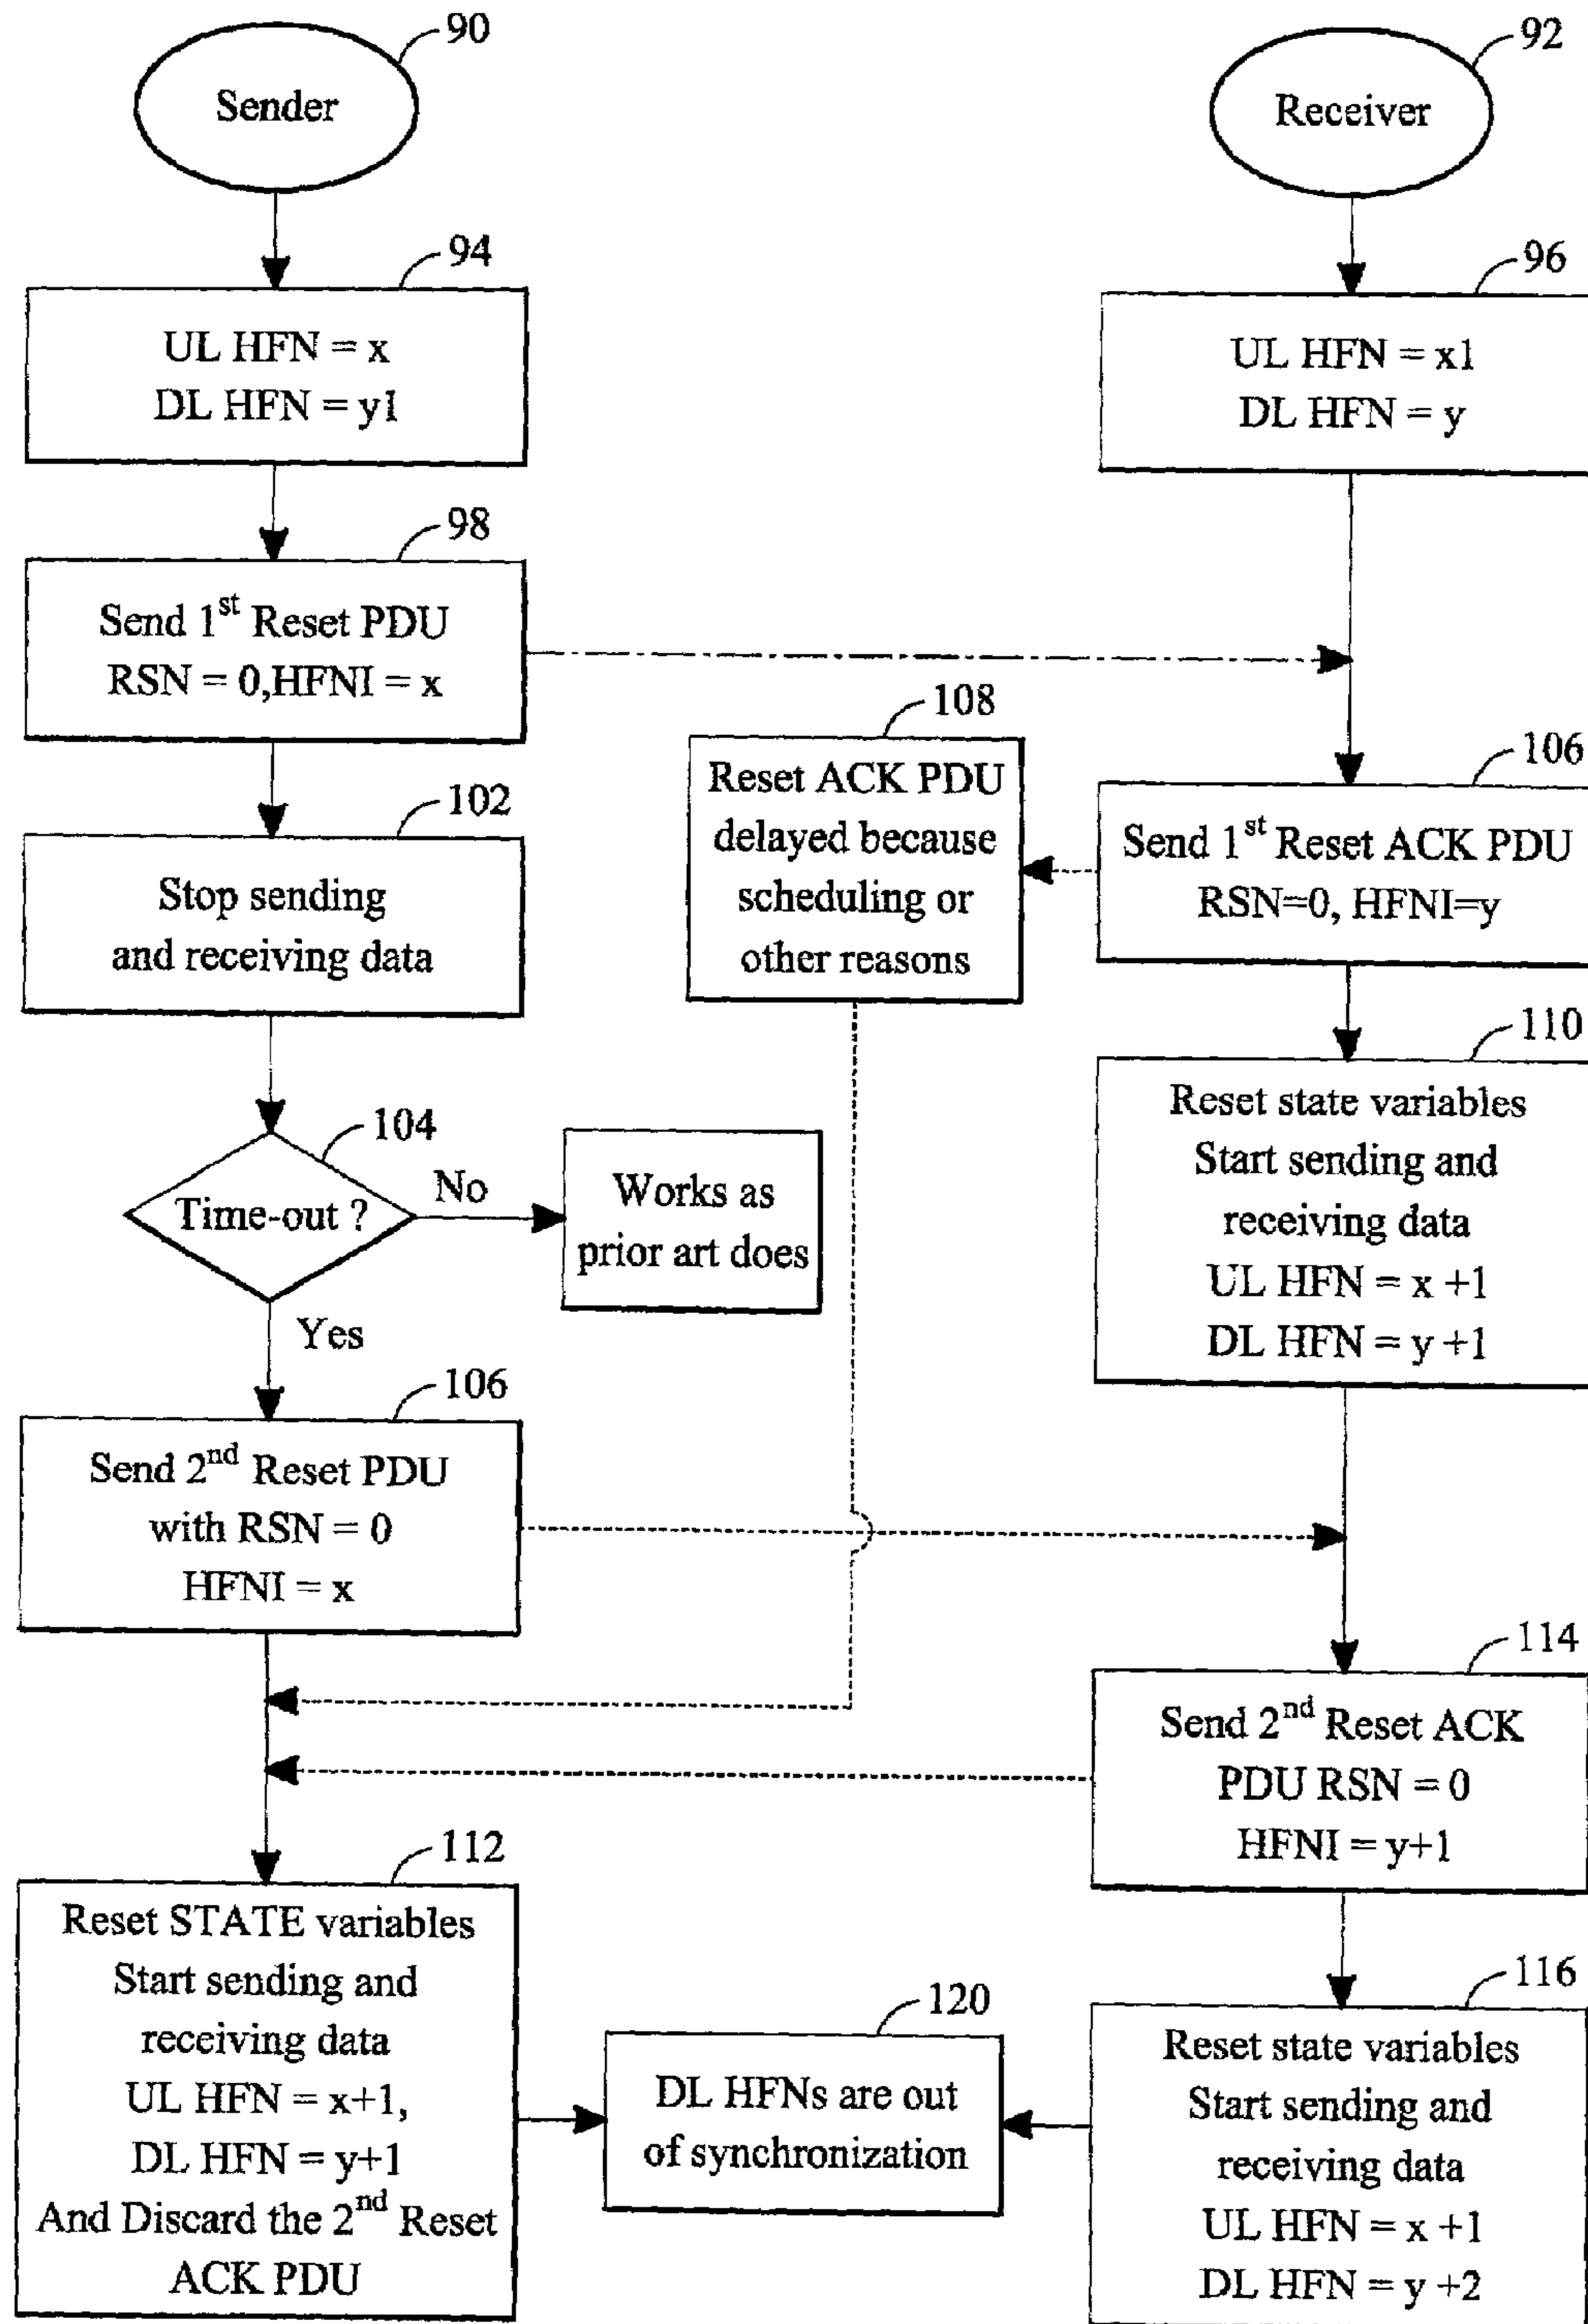 90
Sender
92
Receiver
94
UL HFN = x
DL HFN = y1
96
UL HFN = x1
DL HFN = y
98
Send 1st Reset PDU
RSN = 0,HFNI = x
102
Stop sending
and receiving data
108
Reset ACK PDU
delayed because
scheduling or
other reasons
106
Send 1st Reset ACK PDU
RSN=0, HFNI=y
110
Reset state variables
Start sending and
receiving data
UL HFN = x +1
DL HFN = y +1
104
Time-out ?
No
Works as
prior art does
Yes
106
Send 2nd Reset PDU
with RSN = 0
HFNI = x
114
Send 2nd Reset ACK
PDU RSN = 0
HFNI = y+1
112
Reset STATE variables
Start sending and
receiving data
UL HFN = x+1,
DL HFN = y+1
And Discard the 2nd Reset
ACK PDU
120
DL HFNs are out
of synchronization
116
Reset state variables
Start sending and
receiving data
UL HFN = x +1
DL HFN = y +2